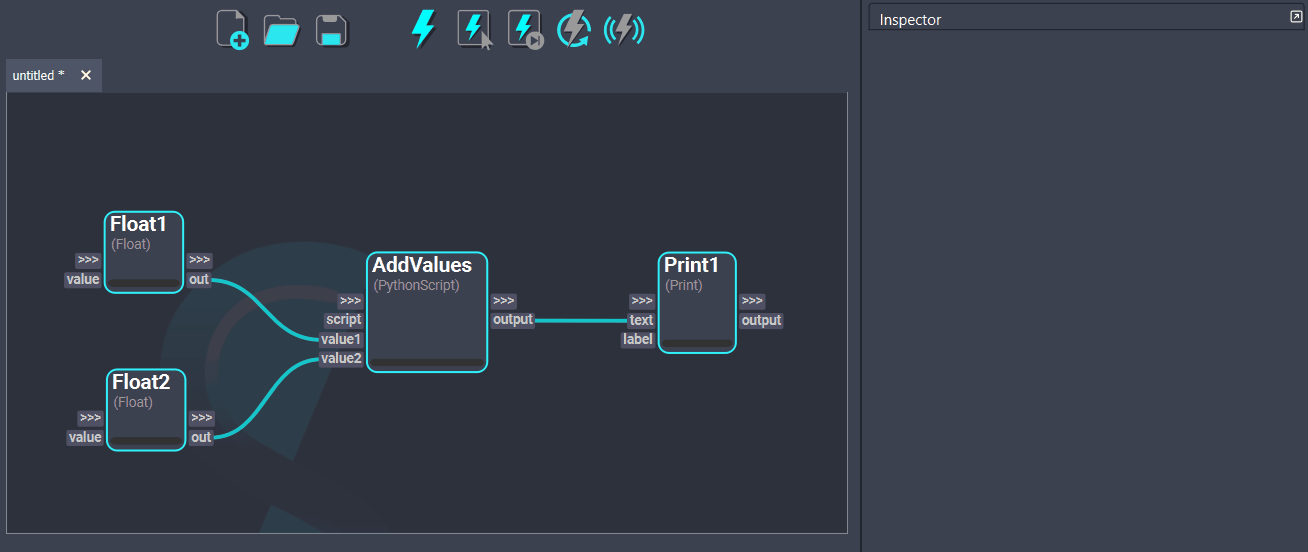 Inspector
untitled *
Float1
(Float)
>>>
>>>
value
out
Float2
(Float)
>>>
>>>
value
out
AddValues
(PythonScript)
>>>
>>>
script
output
value1
value2
Print1
(Print)
>>>
>>>
text
output
label